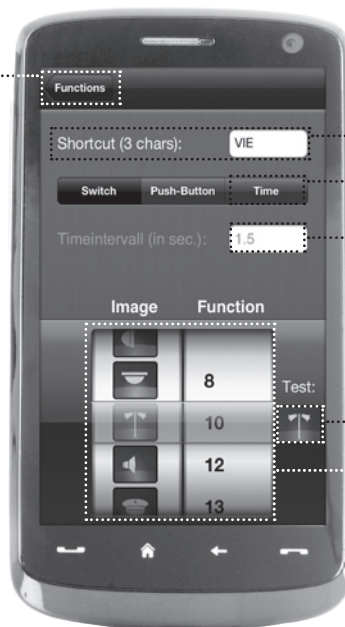 Functions
Shortcut (3 chars): VIE
Switch Push-Button Time
Timeintervall (in sec.): 1.5
Image Function
8
Test:
10
12
13